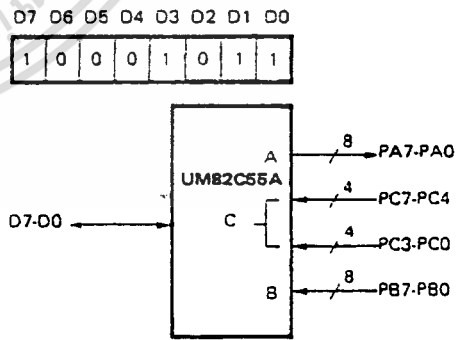 D7 D6 D5 D4 D3 D2 D1 D0
1 0 0 0 1 0 1 1
A 8 PA7-PA0
UM82C55A
4 PC7-PC4
D7-D0 C
4 PC3-PC0
B 8 PB7-PB0